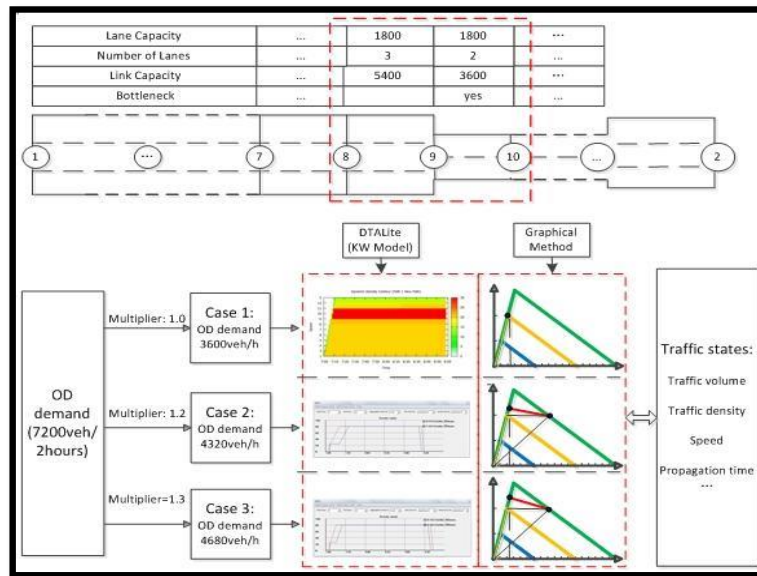 Lane Capacity ... 1800 1800 ...
Number of Lanes ... 3 2 ...
Link Capacity ... 5400 3600 ...
Bottleneck ... yes ...
1 ... 7 8 9 10 ... 2
DTALite
(KW Model)
Graphical
Method
OD
demand
(7200veh/
2hours)
Multiplier: 1.0
Case 1:
OD demand
3600veh/h
Multiplier: 1.2
Case 2:
OD demand
4320veh/h
Multiplier=1.3
Case 3:
OD demand
4680veh/h
Traffic states:
Traffic volume
Traffic density
Speed
Propagation time
...